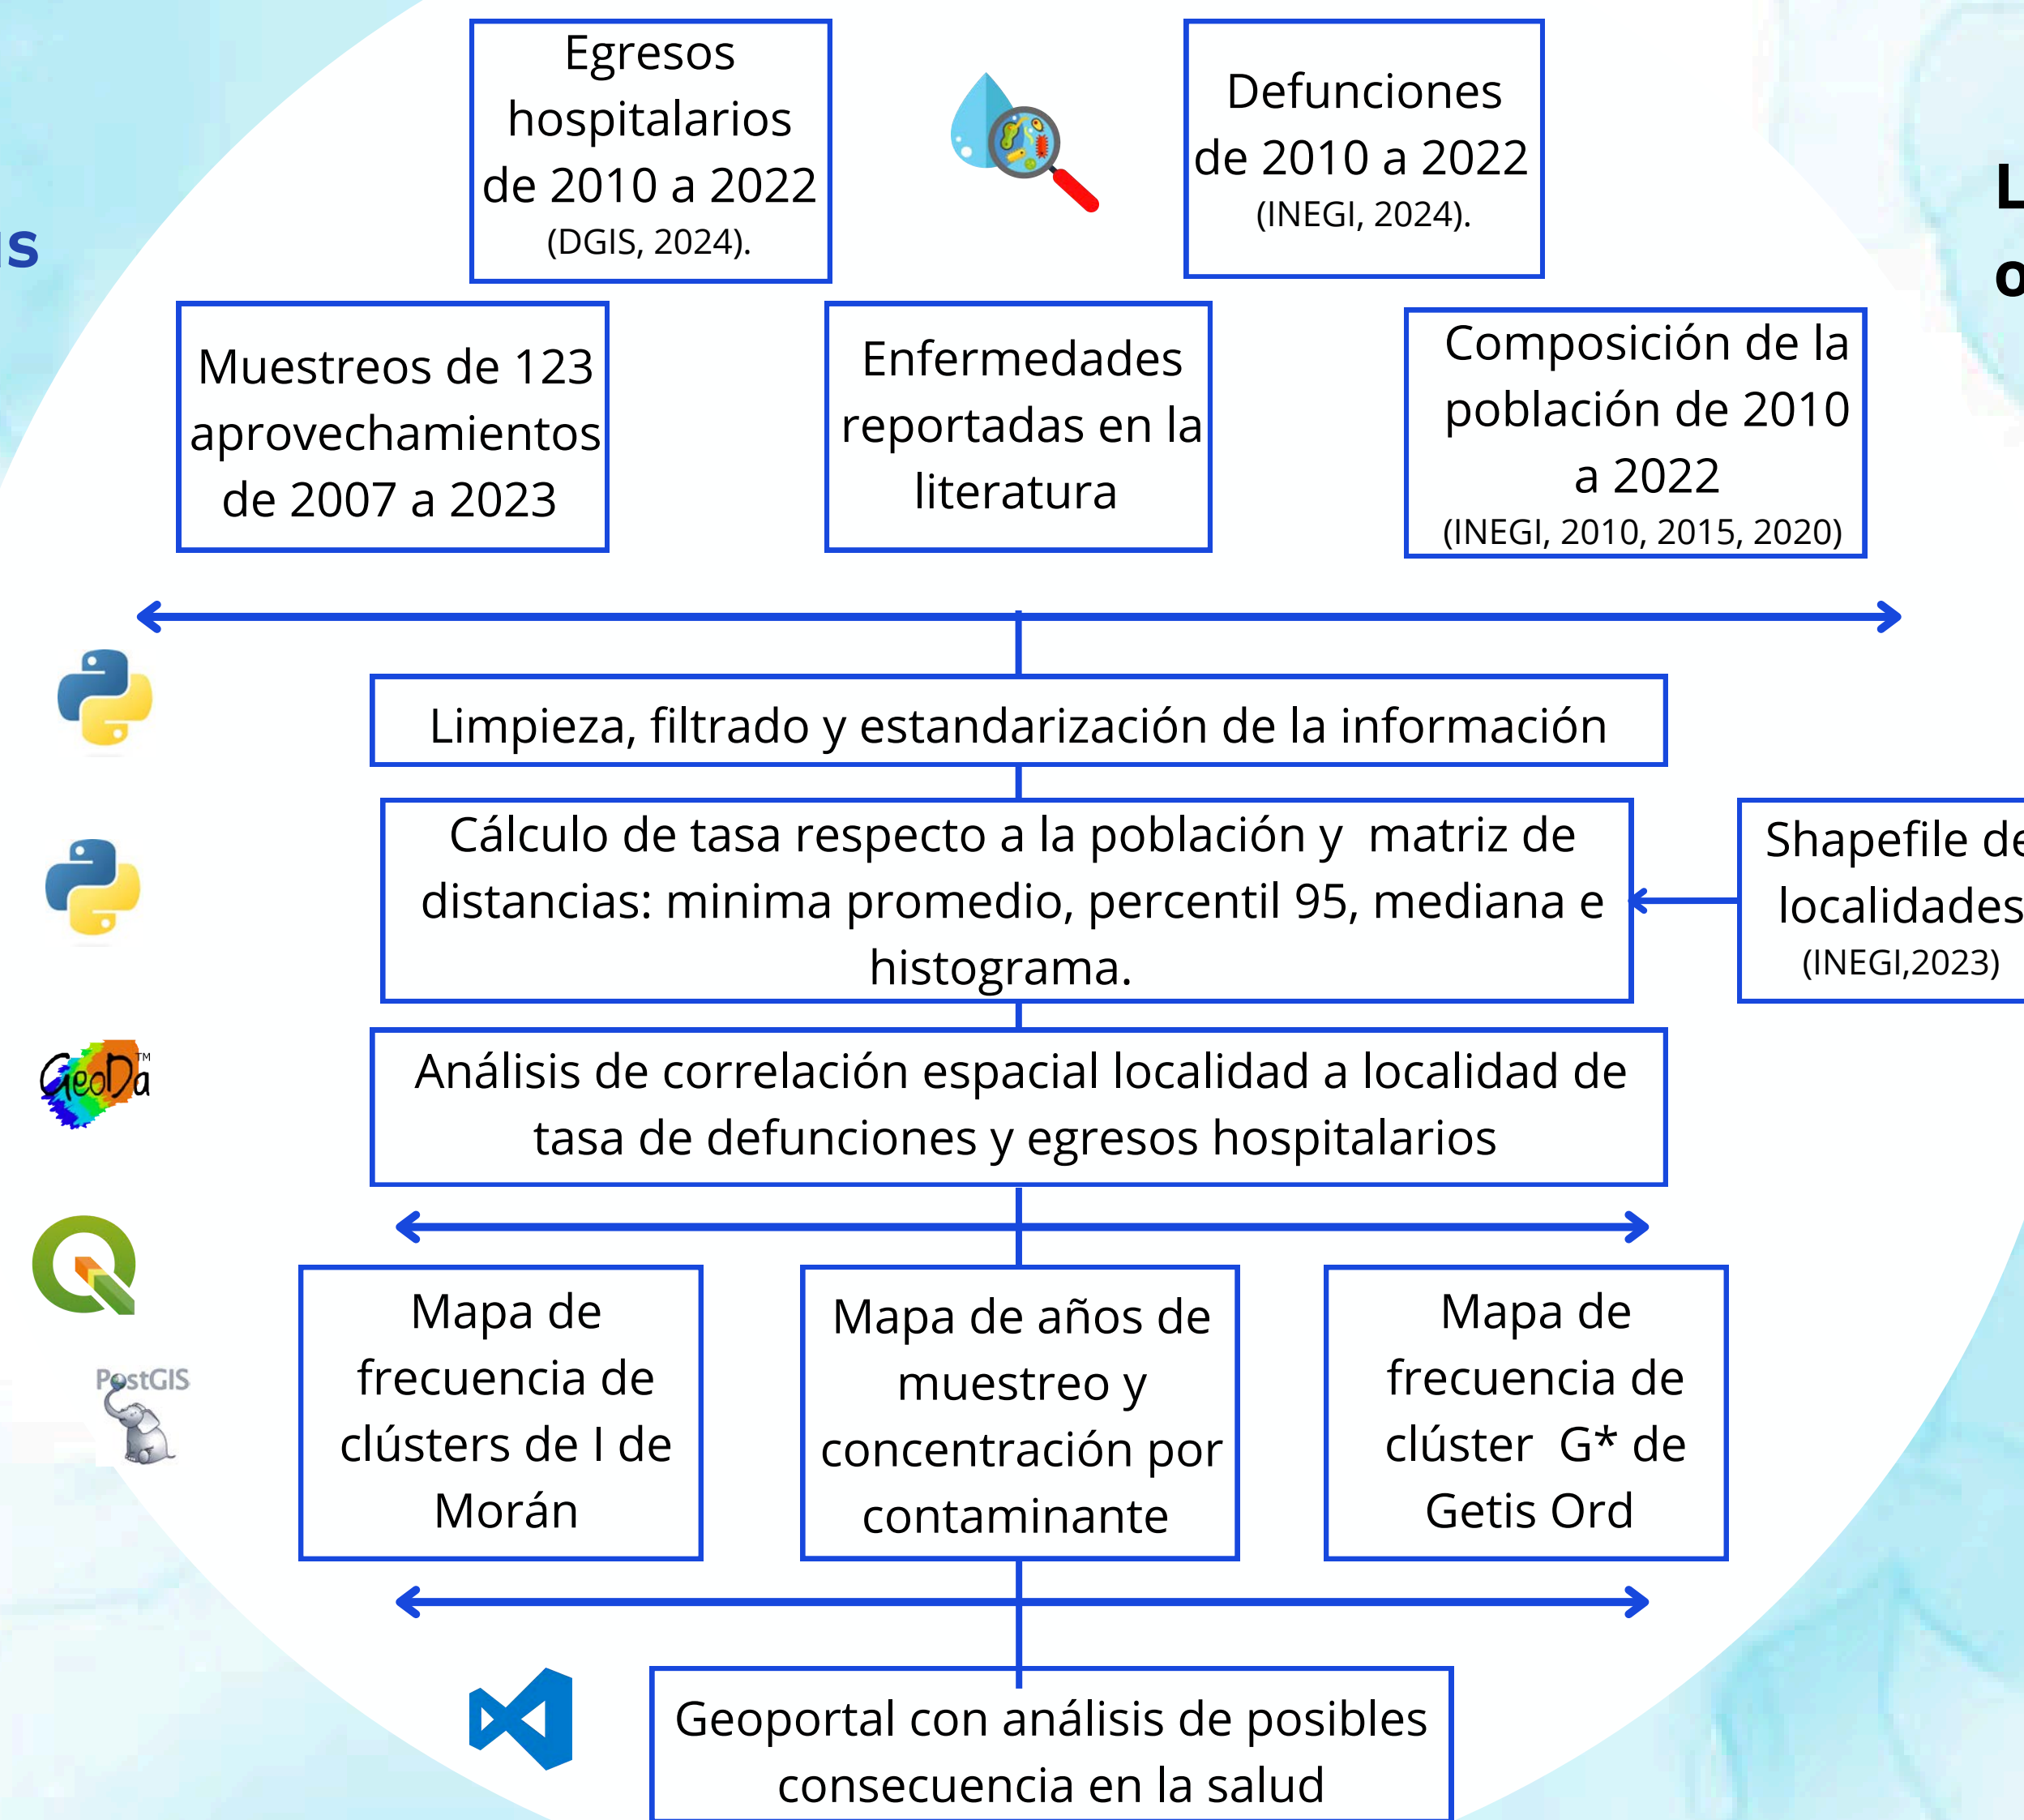 Egresos
hospitalarios
de 2010 a 2022
(DGIS, 2024).
Defunciones
de 2010 a 2022
(INEGI, 2024).
Muestreos de 123
aprovechamientos
de 2007 a 2023
Enfermedades
reportadas en la
literatura
Composición de la
población de 2010
a 2022
(INEGI, 2010, 2015, 2020)
Limpieza, filtrado y estandarización de la información
Cálculo de tasa respecto a la población y matriz de
distancias: minima promedio, percentil 95, mediana e
histograma.
Shapefile de
localidades
(INEGI,2023)
GeoDa™
Análisis de correlación espacial localidad a localidad de
tasa de defunciones y egresos hospitalarios
PostGIS
Mapa de
frecuencia de
clústers de I de
Morán
Mapa de años de
muestreo y
concentración por
contaminante
Mapa de
frecuencia de
clúster G* de
Getis Ord
Geoportal con análisis de posibles
consecuencia en la salud